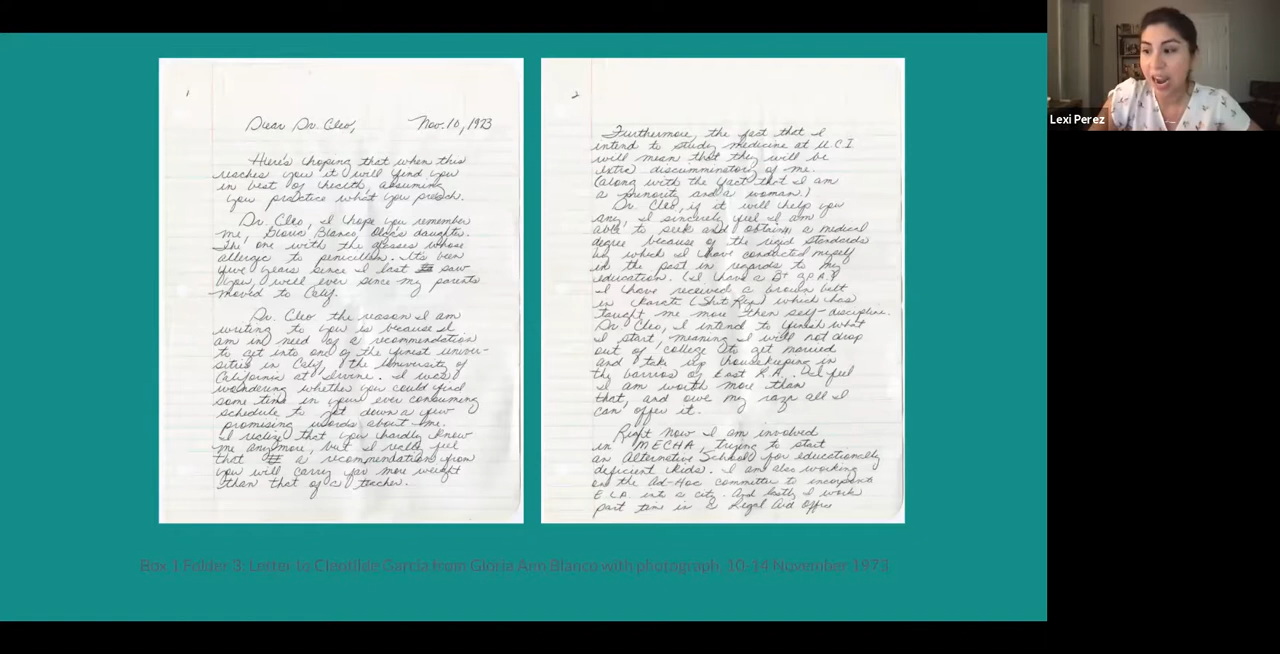 1
Dear Dr. Cleo, Nov. 10, 1973
Here's hoping that when this
reaches you it will find you
in best of health, assuming
you practice what you preach.
Dr. Cleo, I hope you remember
me, Gloria Blanco, Olga's daughter.
The one with the glasses whose
allergic to penicillin. It's been
five years since I last saw
you, well ever since my parents
moved to Calif.
Dr. Cleo the reason I am
writing to you is because I
am in need of a recommendation
to get into one of the finest univer-
sities in Calif, the University of
California at Irvine. I was
wondering whether you could find
some time in your ever consuming
schedule to jot down a few
promising words about me.
I realize that you hardly know
me anymore, but I really feel
that a recommendation from
you will carry far more weight
than that of a teacher.
2
Furthermore, the fact that I
intend to study medicine at U.C.I
will mean that they will be
extra discumminatory of me.
(along with the fact that I am
a minority and a woman.)
Dr. Cleo, if it will help you
any, I sincerely feel I am
able to seek and obtain a medical
degree because of the rigid standards
by which I have conducted myself
in the past in regards to my
education. (I have a B+ G.P.A.)
I have received a brown belt
in Karate (Shit Ryu) which has
taught me more then self-discipline.
Dr. Cleo, I intend to finish what
I start, meaning I will not drop
out of college to get married
and take up housekeeping in
the barrios of East L.A. I feel
I am worth more than
that, and owe my raza all I
can offer it.
Right now I am involved
in MECHA, trying to start
an Alternative School for educationally
deficient kids. I am also working
on the Ad-Hoc committee to incorporate
E.L.A. into a city. And lastly I work
part time in a Legal Aid Office
Box 1 Folder 3: Letter to Cleotilde García from Gloria Ann Blanco with photograph, 10-14 November 1973
Lexi Perez